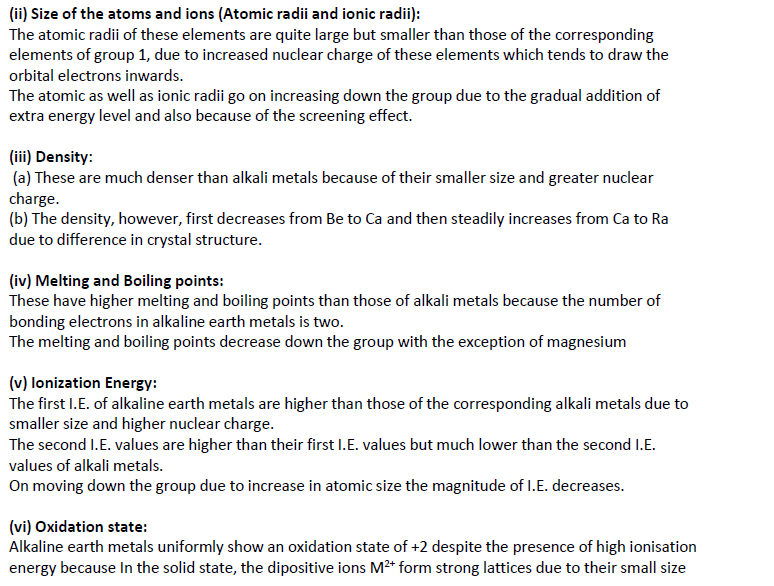 (ii) Size of the atoms and ions (Atomic radii and ionic radii):
The atomic radii of these elements are quite large but smaller than those of the corresponding
elements of group 1, due to increased nuclear charge of these elements which tends to draw the
orbital electrons inwards.
The atomic as well as ionic radii go on increasing down the group due to the gradual addition of
extra energy level and also because of the screening effect.
(iii) Density:
(a) These are much denser than alkali metals because of their smaller size and greater nuclear
charge.
(b) The density, however, first decreases from Be to Ca and then steadily increases from Ca to Ra
due to difference in crystal structure.
(iv) Melting and Boiling points:
These have higher melting and boiling points than those of alkali metals because the number of
bonding electrons in alkaline earth metals is two.
The melting and boiling points decrease down the group with the exception of magnesium
(v) Ionization Energy:
The first I.E. of alkaline earth metals are higher than those of the corresponding alkali metals due to
smaller size and higher nuclear charge.
The second I.E. values are higher than their first I.E. values but much lower than the second I.E.
values of alkali metals.
On moving down the group due to increase in atomic size the magnitude of I.E. decreases.
(vi) Oxidation state:
Alkaline earth metals uniformly show an oxidation state of +2 despite the presence of high ionisation
energy because In the solid state, the dipositive ions M²⁺ form strong lattices due to their small size